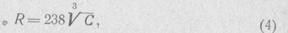 。R=238∛C, (4)